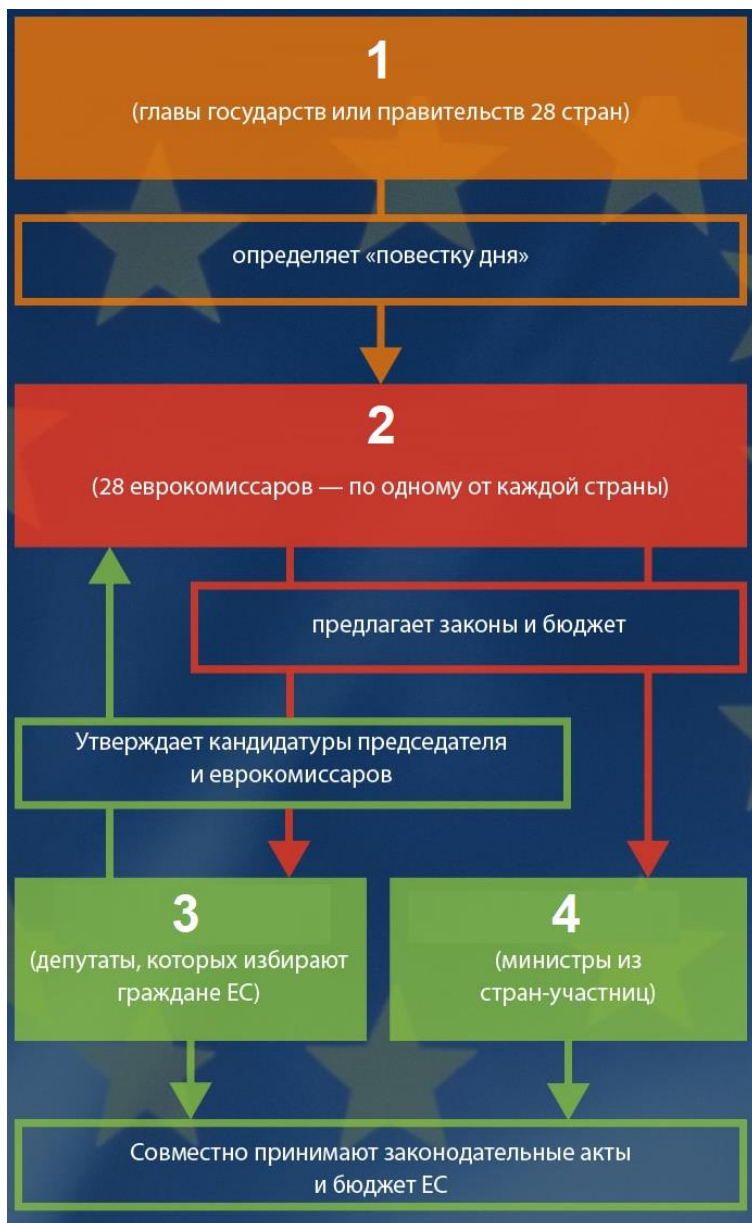 1
(главы государств или правительств 28 стран)
определяет «повестку дня»
2
(28 еврокомиссаров — по одному от каждой страны)
предлагает законы и бюджет
Утверждает кандидатуры председателя
и еврокомиссаров
3
(депутаты, которых избирают
граждане ЕС)
4
(министры из
стран-участниц)
Совместно принимают законодательные акты
и бюджет ЕС